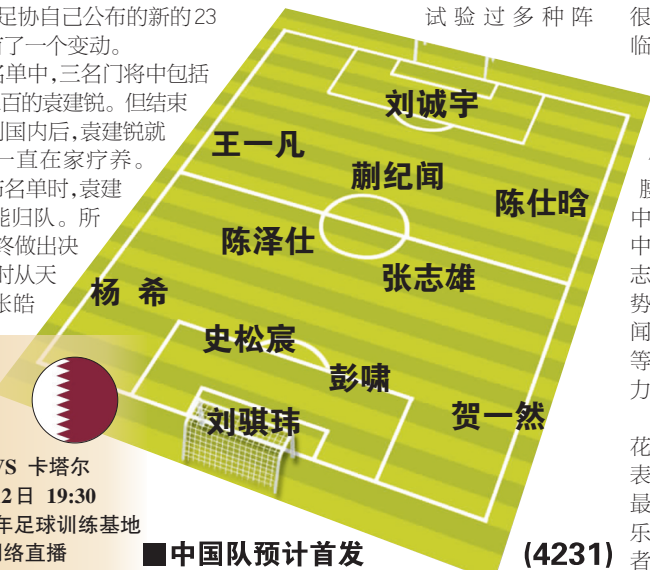 足协自己公布的新的23
有了一个变动。
名单中,三名门将中包括
百的袁建锐。但结束
国内后,袁建锐就
一直在家疗养。
名单时,袁建
能归队。所
终做出决
时从天
张皓
试验过多种阵
很
临
中
中
志
势
闻
等
力
花
表
最
乐
者
刘诚宇
王一凡
蒯纪闻
陈仕晗
陈泽仕
张志雄
杨 希
史松宸
彭啸
贺一然
刘骐玮
VS 卡塔尔
2日 19:30
年足球训练基地
网络直播
■中国队预计首发 (4231)